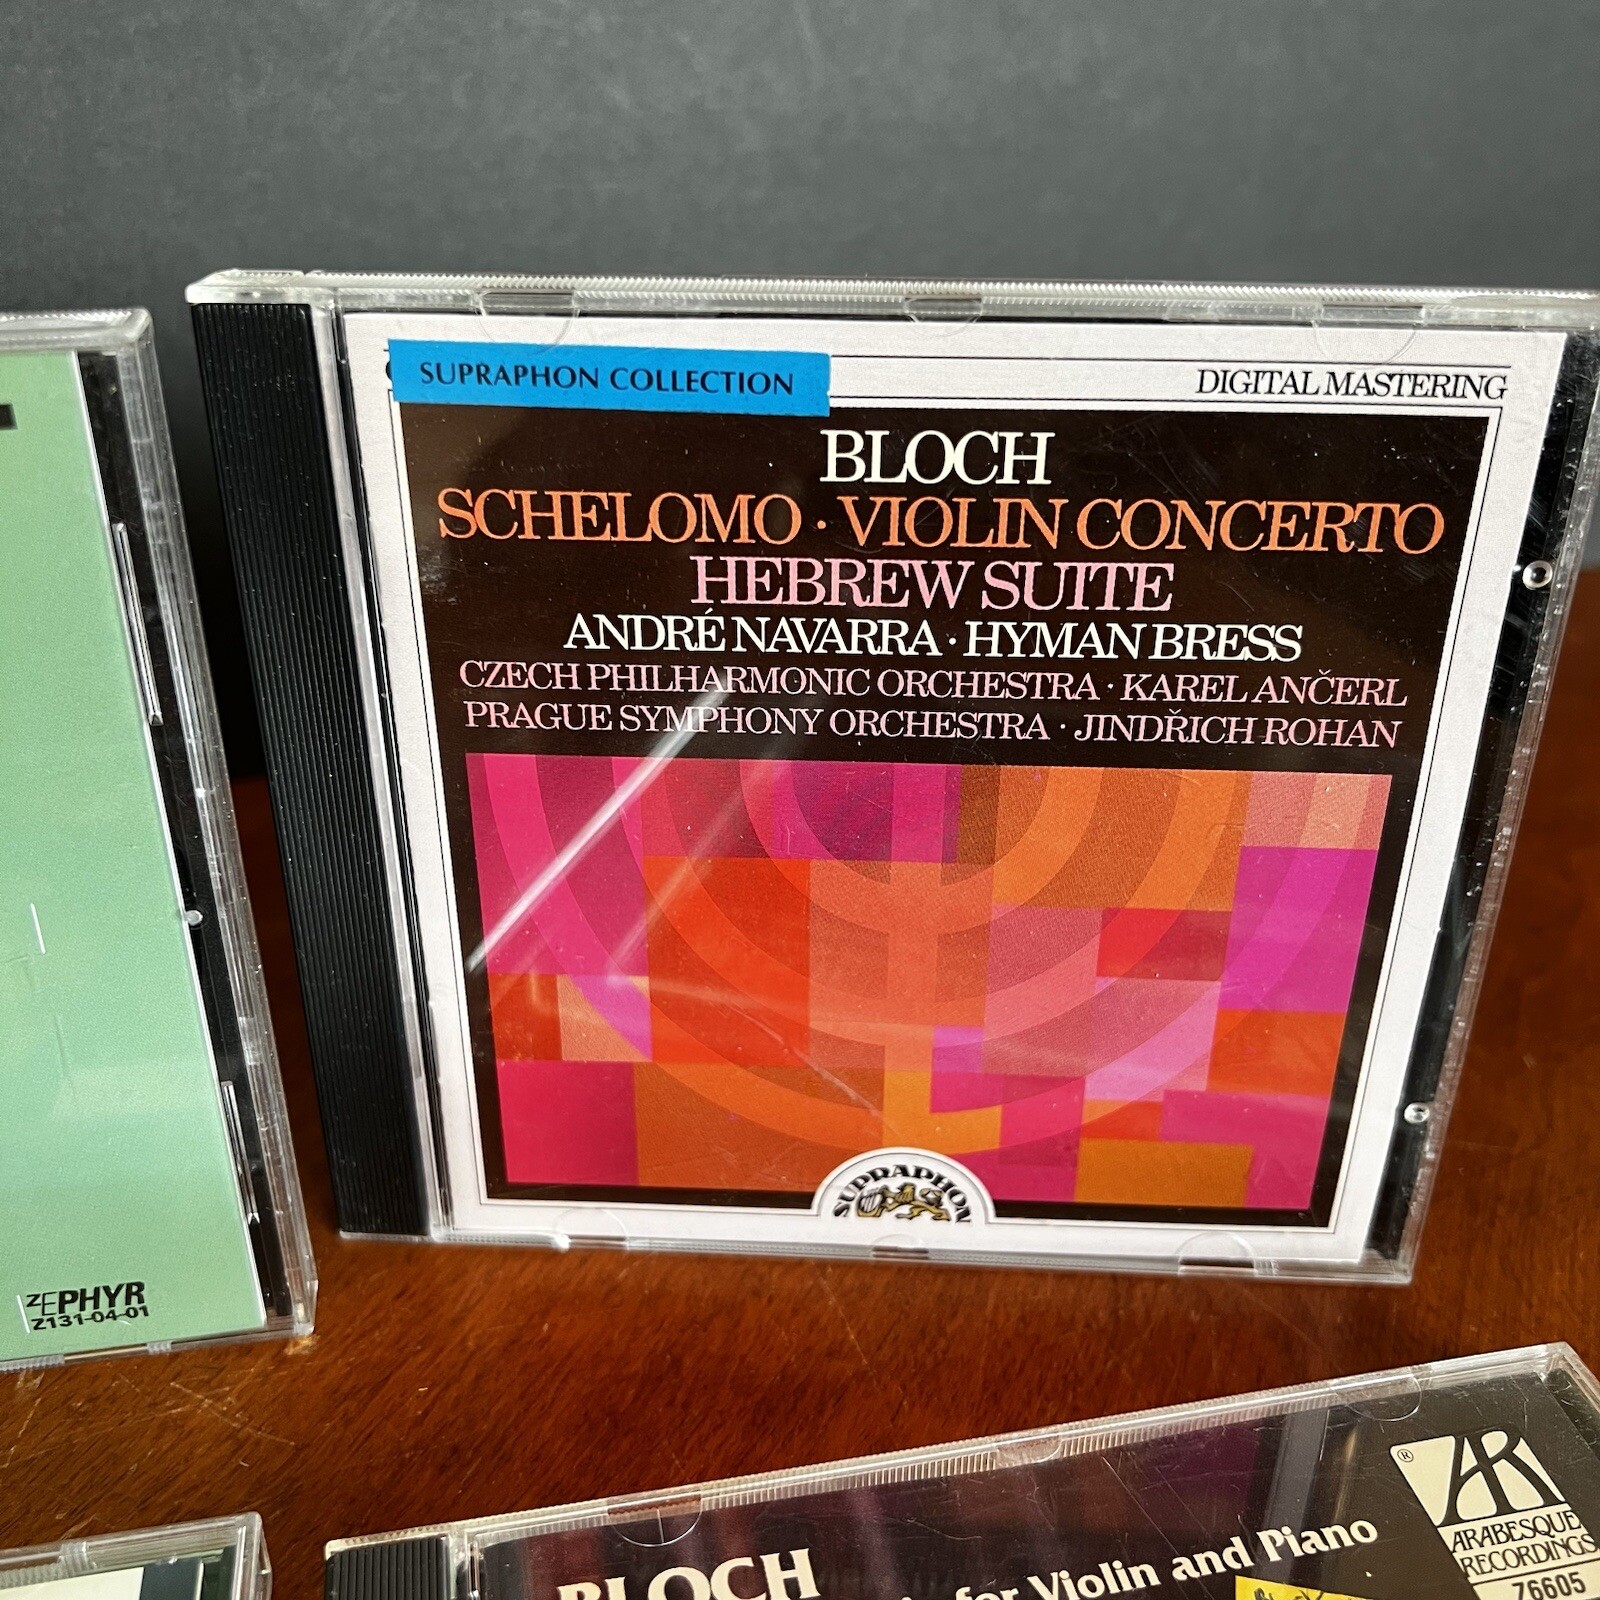 SUPRAPHON COLLECTION
DIGITAL MASTERING
BLOCH
SCHELOMO · VIOLIN CONCERTO
HEBREW SUITE
ANDRÉ NAVARRA · HYMAN BRESS
CZECH PHILHARMONIC ORCHESTRA · KAREL ANČERL
PRAGUE SYMPHONY ORCHESTRA · JINDŘICH ROHAN
SUPRAPHON
ZEPHYR
Z131-04-01
BLOCH
for Violin and Piano
® AR
ARABESQUE
RECORDINGS
Z6605